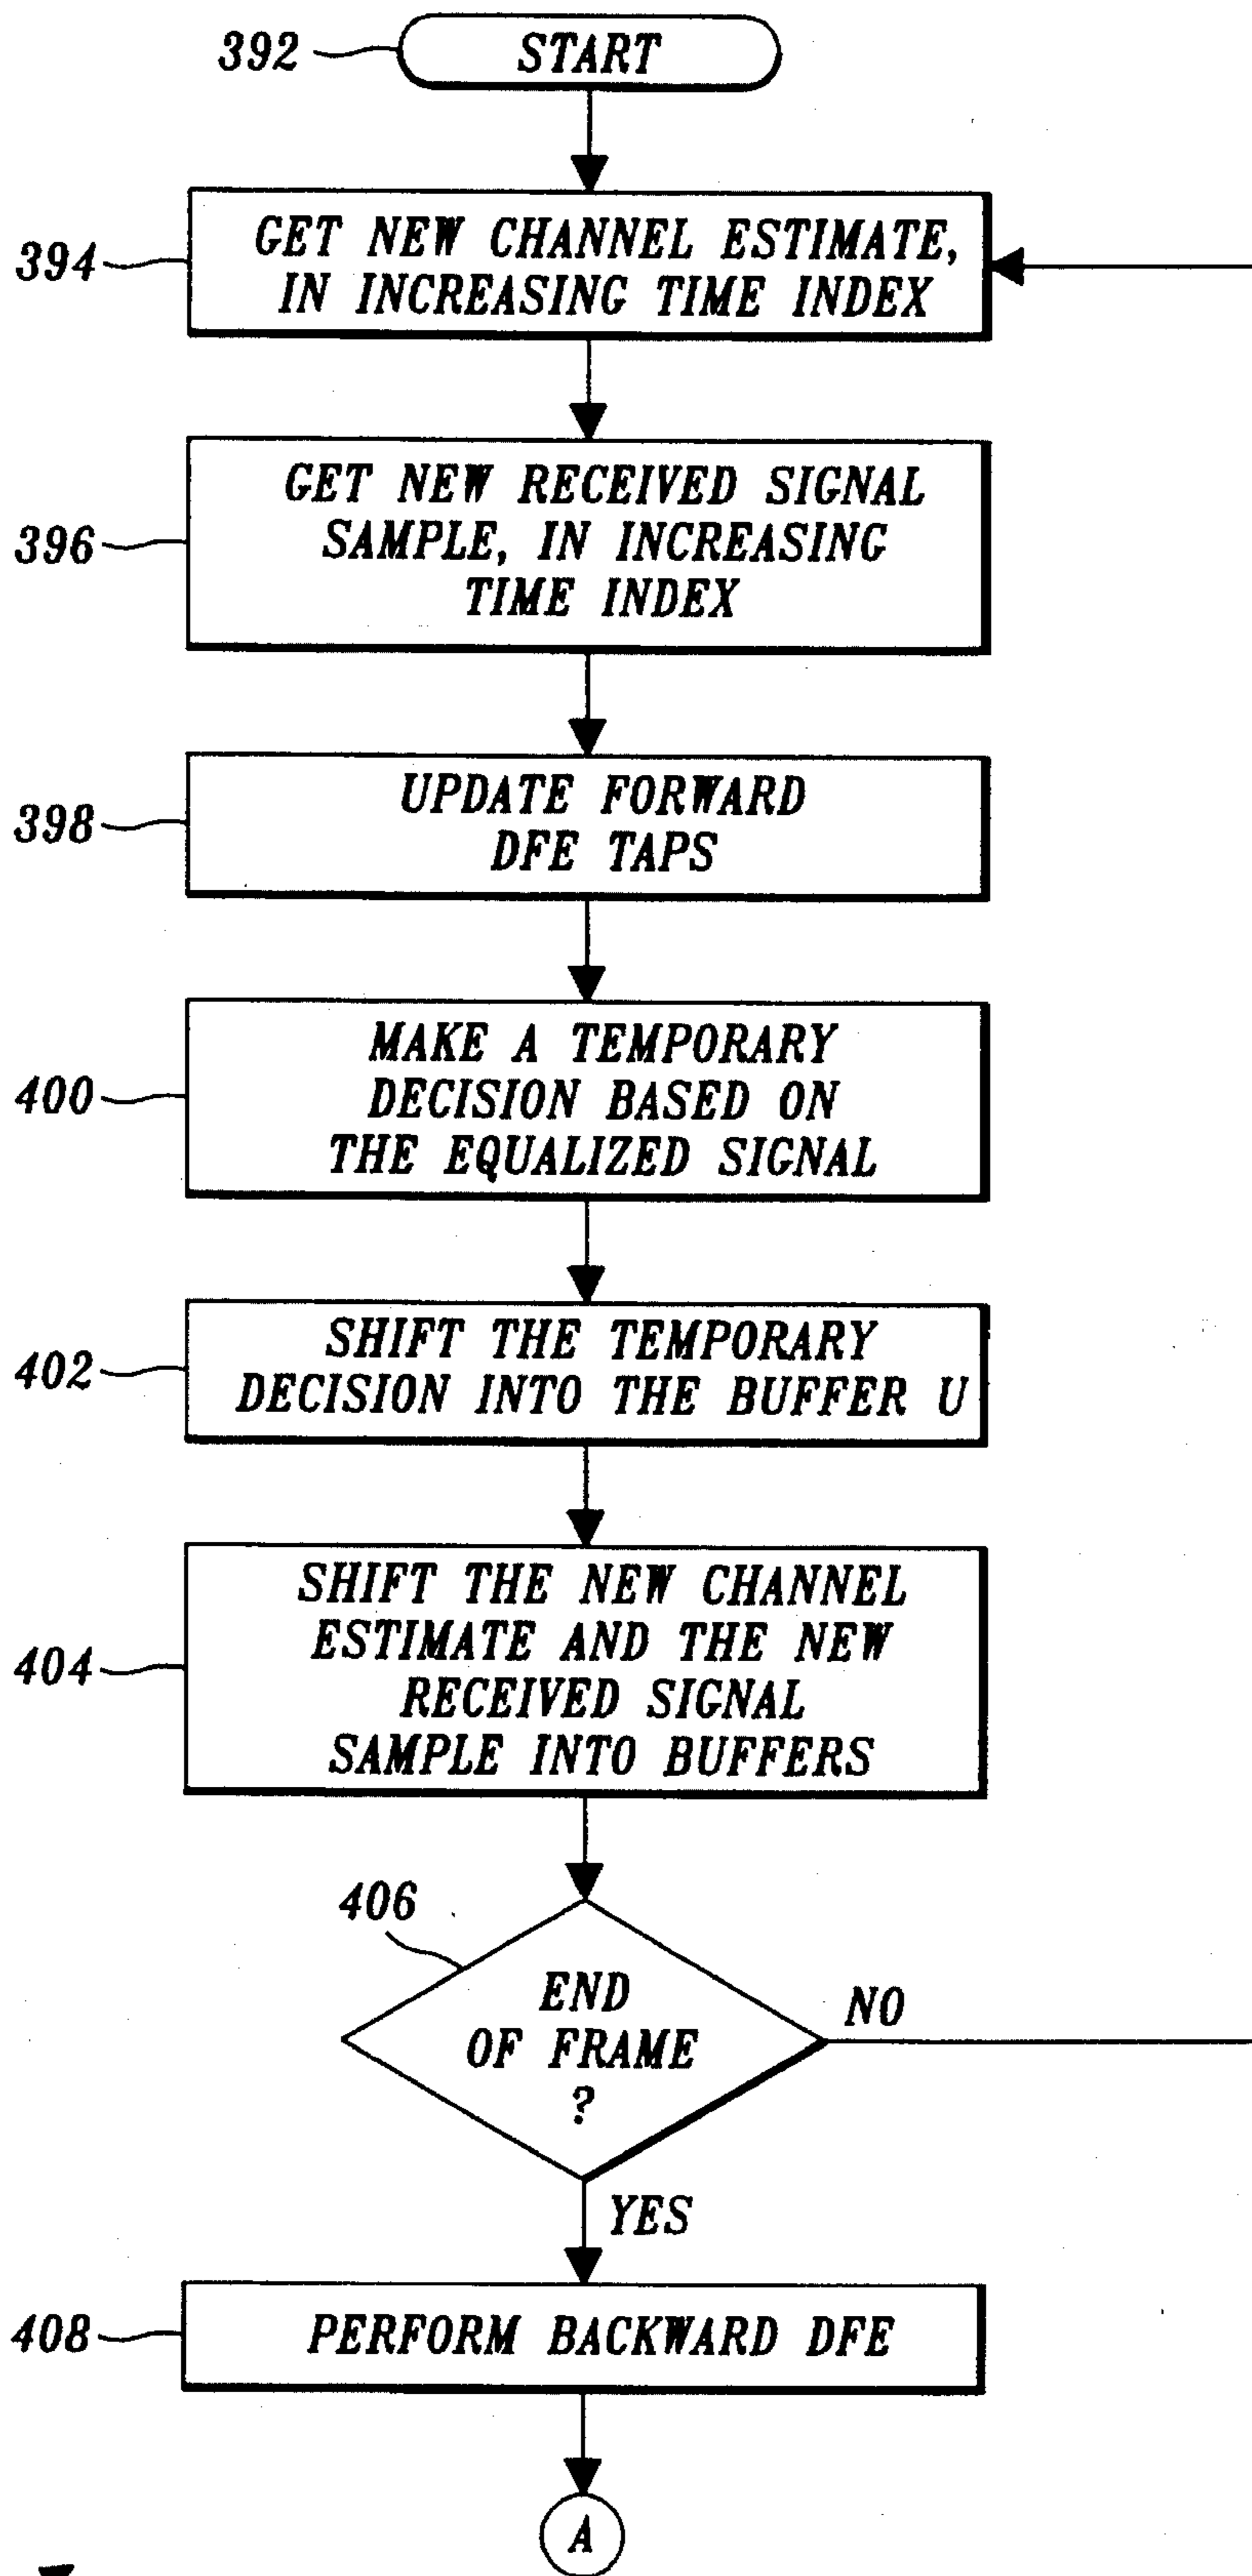 392
START
394
GET NEW CHANNEL ESTIMATE,
IN INCREASING TIME INDEX
396
GET NEW RECEIVED SIGNAL
SAMPLE, IN INCREASING
TIME INDEX
398
UPDATE FORWARD
DFE TAPS
400
MAKE A TEMPORARY
DECISION BASED ON
THE EQUALIZED SIGNAL
402
SHIFT THE TEMPORARY
DECISION INTO THE BUFFER U
404
SHIFT THE NEW CHANNEL
ESTIMATE AND THE NEW
RECEIVED SIGNAL
SAMPLE INTO BUFFERS
406
END
OF FRAME
?
NO
YES
408
PERFORM BACKWARD DFE
A